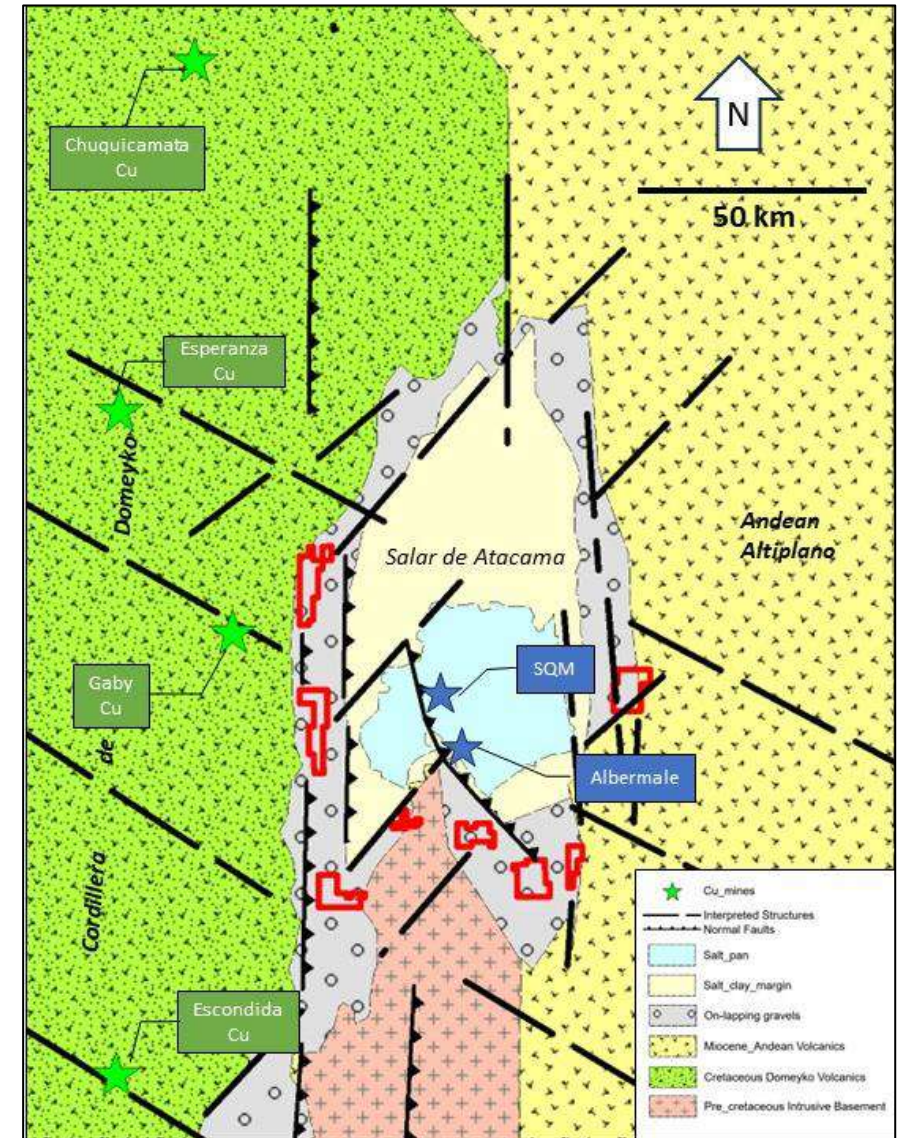 Chuquicamata
Cu
N
50 km
Esperanza
Cu
Domeyko
Andean
Altiplano
Salar de Atacama
SQM
Gaby
Cu
de
Albermale
Cordillera
Escondida
Cu
Cu_mines
Interpreted Structures
Normal Faults
Salt_pan
Salt_clay_margin
On-lapping gravels
Miocene_Andean Volcanics
Cretaceous Domeyko Volcanics
Pre_cretaceous Intrusive Basement